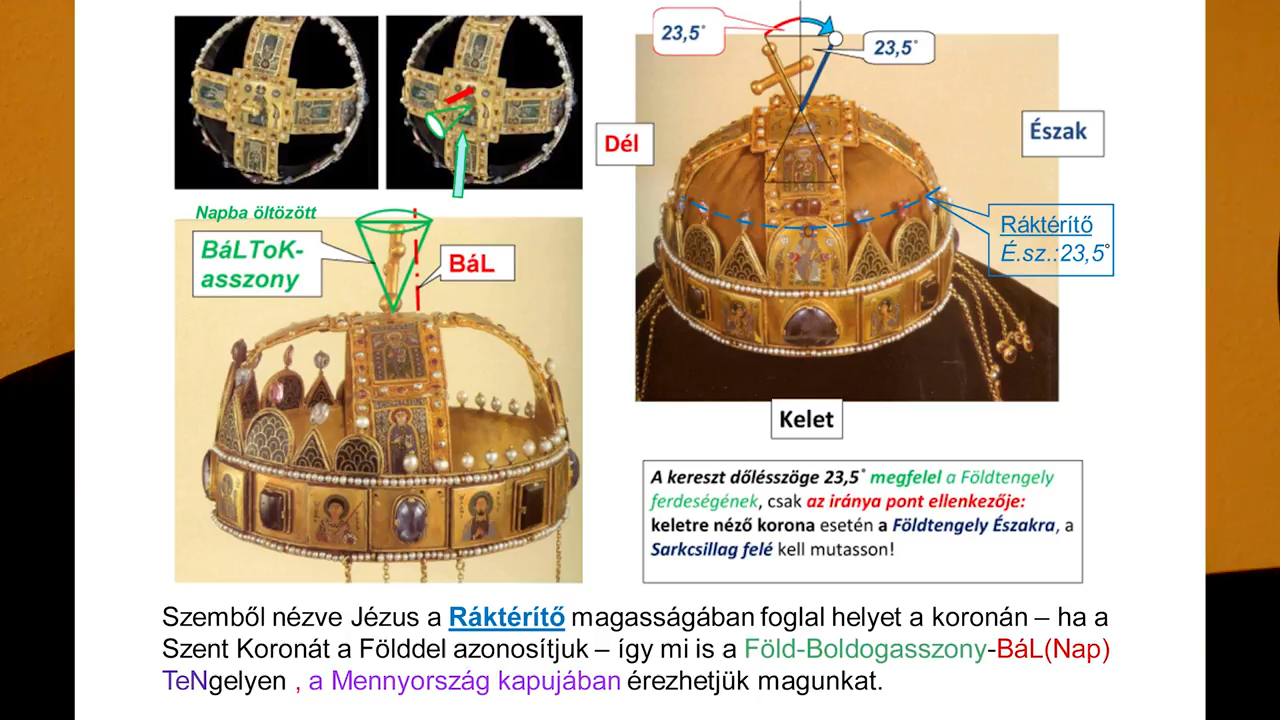 23,5°
23,5°
Dél
Észak
Napba öltözött
BáLToK-
asszony
BáL
Ráktérítő
É.sz.:23,5°
Kelet
A kereszt dőlésszöge 23,5° megfelel a Földtengely
ferdeségének, csak az iránya pont ellenkezője:
keletre néző korona esetén a Földtengely Északra, a
Sarkcsillag felé kell mutasson!
Szemből nézve Jézus a Ráktérítő magasságában foglal helyet a koronán – ha a
Szent Koronát a Földdel azonosítjuk – így mi is a Föld-Boldogasszony-BáL(Nap)
TeNgelyen , a Mennyország kapujában érezhetjük magunkat.